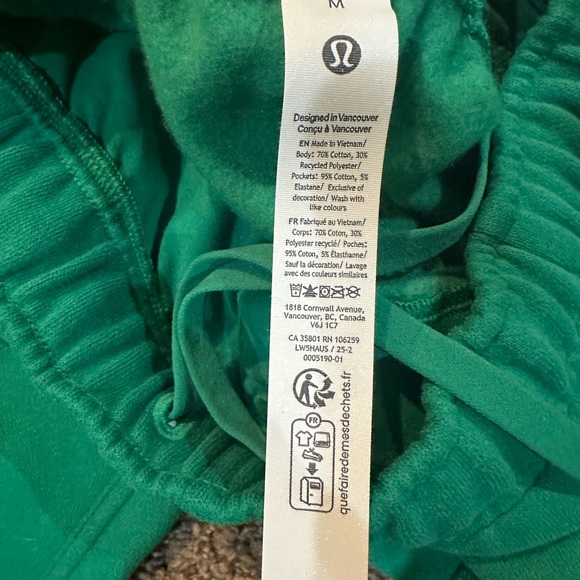 M
Designed in Vancouver
Conçu à Vancouver
EN Made in Vietnam/
Body: 70% Cotton, 30%
Recycled Polyester/
Pockets: 95% Cotton, 5%
Elastane/ Exclusive of
decoration/ Wash with
like colours
FR Fabriqué au Vietnam/
Corps: 70% Coton, 30%
Polyester recyclé/ Poches:
95% Coton, 5% Élasthanne/
Sauf la décoration/ Lavage
avec des couleurs similaires
1818 Cornwall Avenue,
Vancouver, BC, Canada
V6J 1C7
CA 35801 RN 106259
LW5HAUS / 25-2
0005190-01
FR
quefairedemesdechets.fr